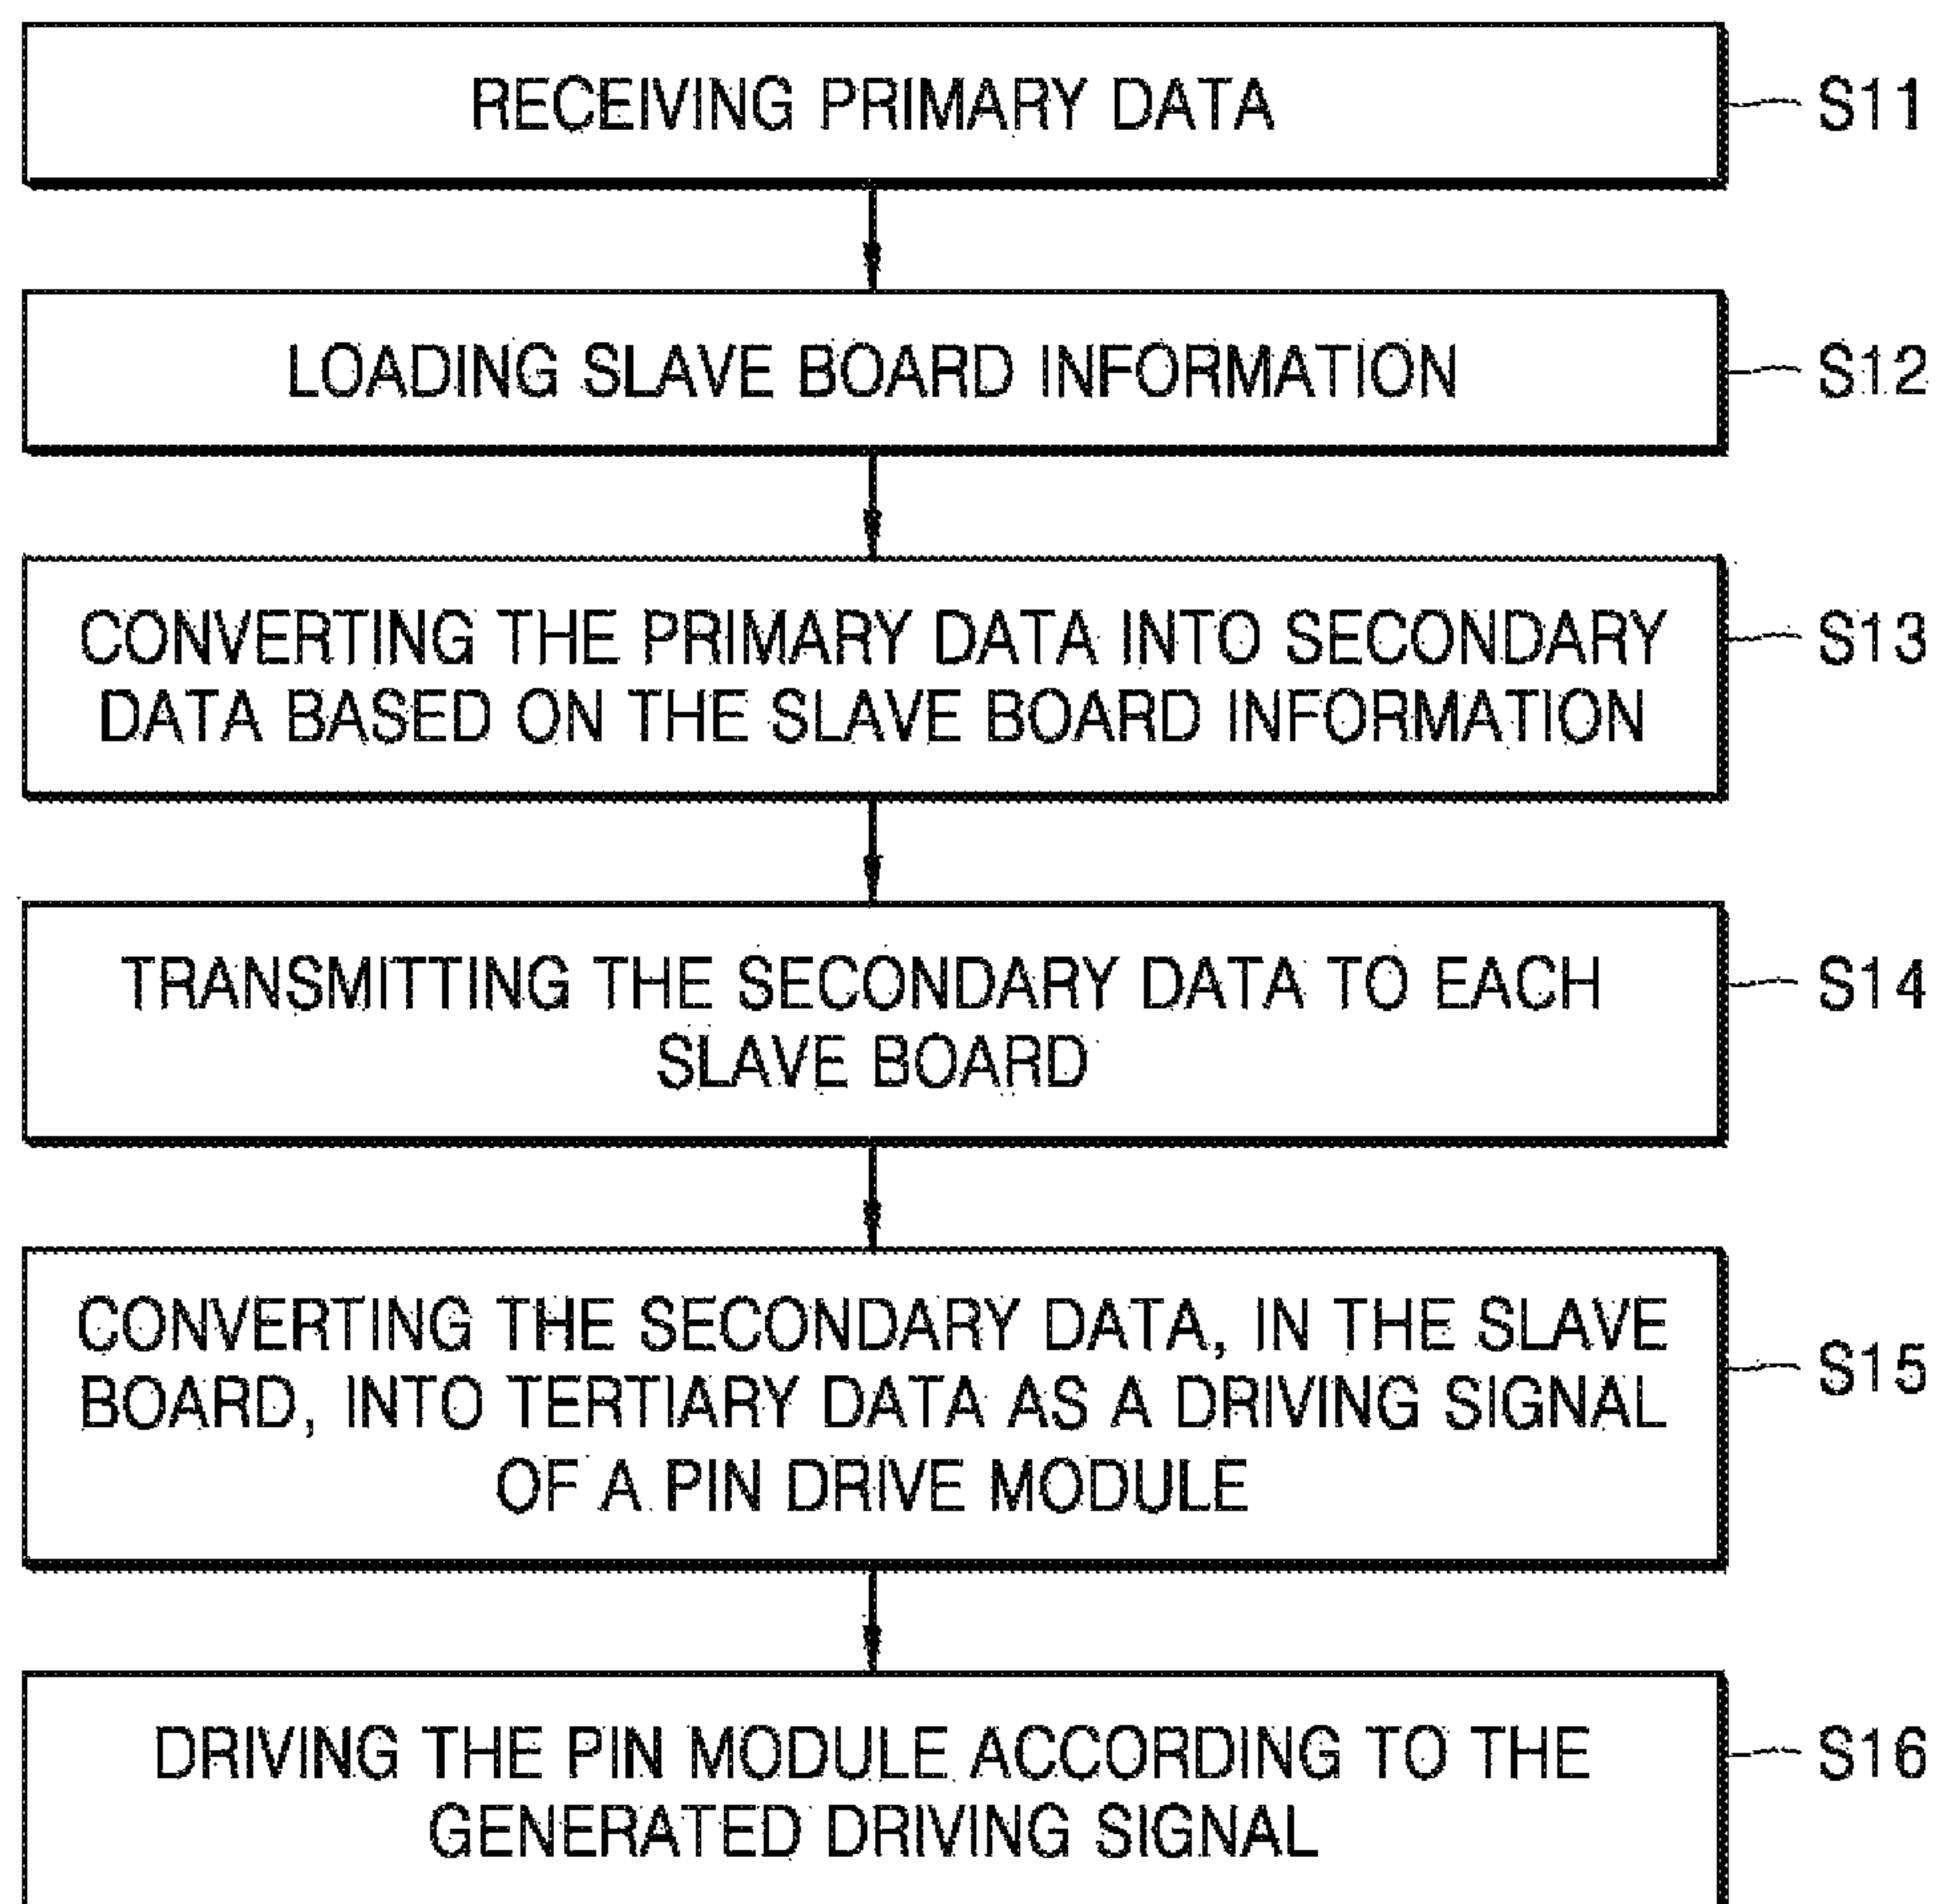 RECEIVING PRIMARY DATA
S11
LOADING SLAVE BOARD INFORMATION
S12
CONVERTING THE PRIMARY DATA INTO SECONDARY
DATA BASED ON THE SLAVE BOARD INFORMATION
S13
TRANSMITTING THE SECONDARY DATA TO EACH
SLAVE BOARD
S14
CONVERTING THE SECONDARY DATA, IN THE SLAVE
BOARD, INTO TERTIARY DATA AS A DRIVING SIGNAL
OF A PIN DRIVE MODULE
S15
DRIVING THE PIN MODULE ACCORDING TO THE
GENERATED DRIVING SIGNAL
S16